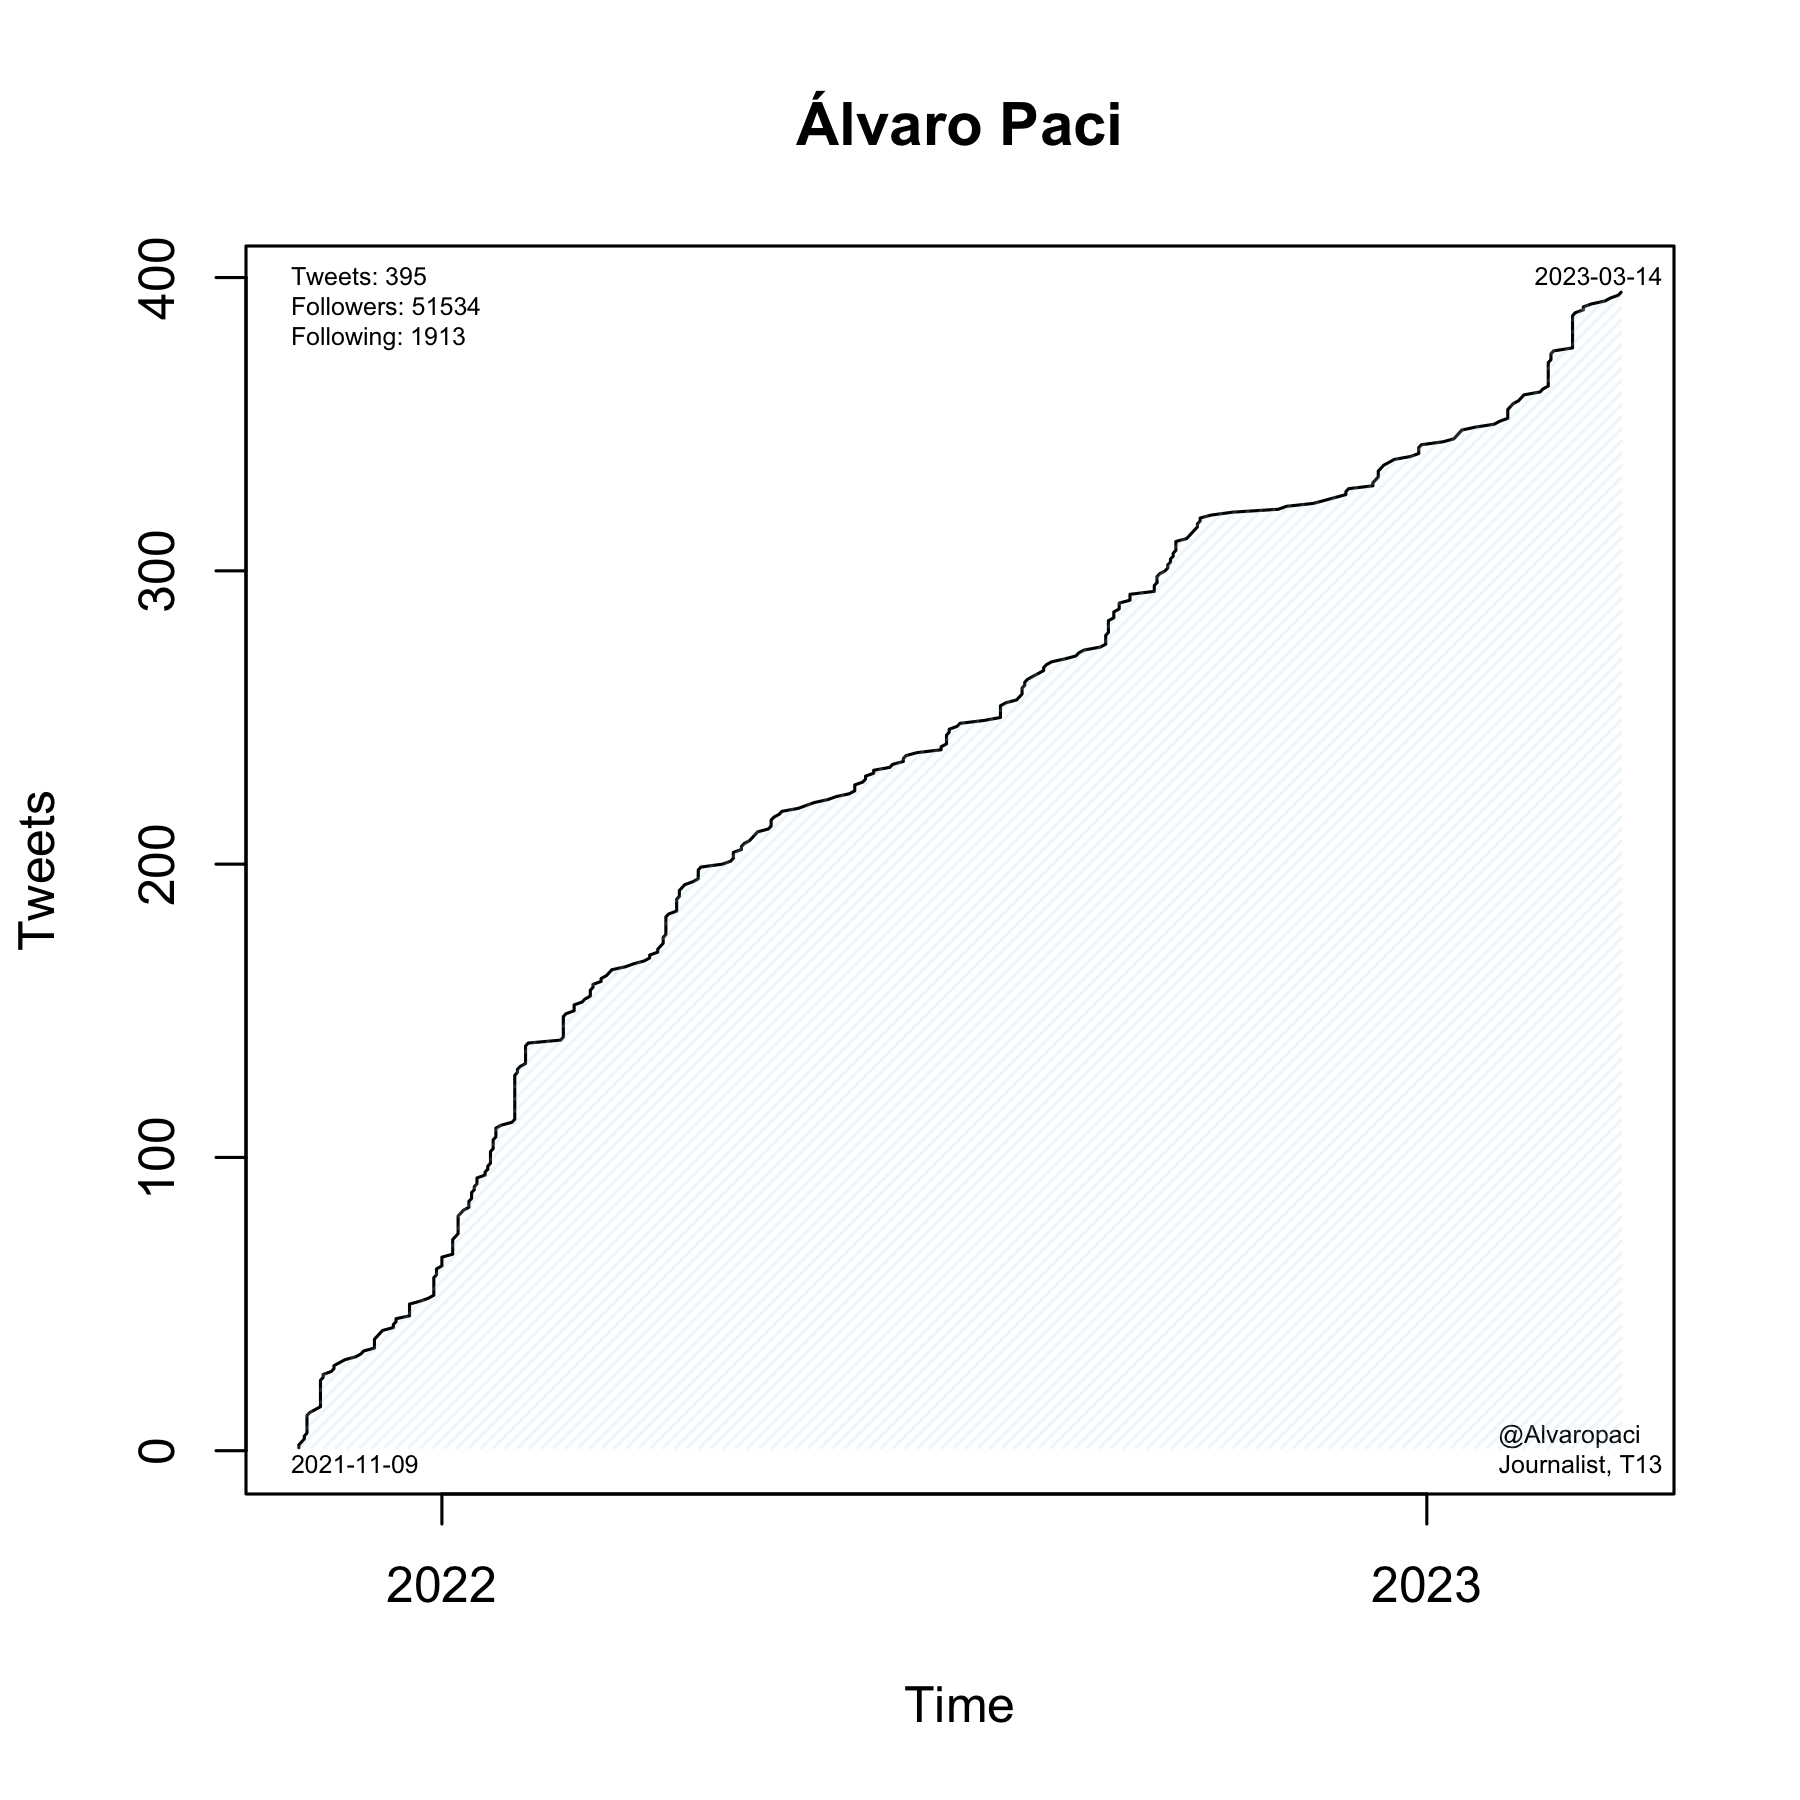 Álvaro Paci
Tweets: 395
Followers: 51534
Following: 1913
2023-03-14
400
300
200
100
0
Tweets
2021-11-09
@Alvaropaci
Journalist, T13
2022
2023
Time